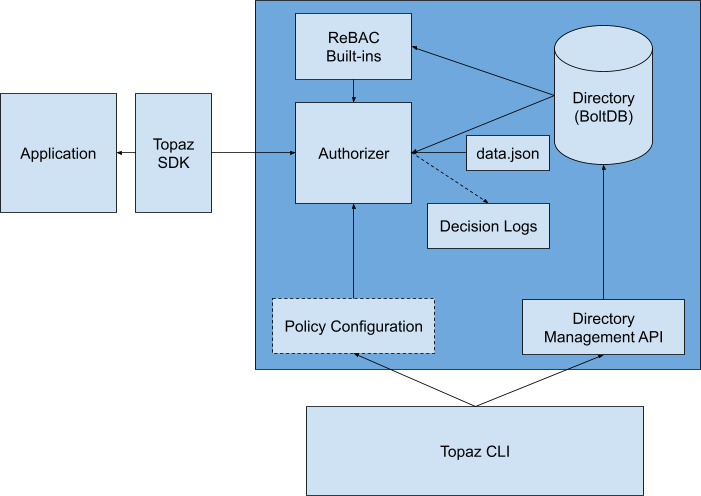 ReBAC
Built-ins
Directory
(BoltDB)
Application
Topaz
SDK
Authorizer
data.json
Decision Logs
Policy Configuration
Directory
Management API
Topaz CLI